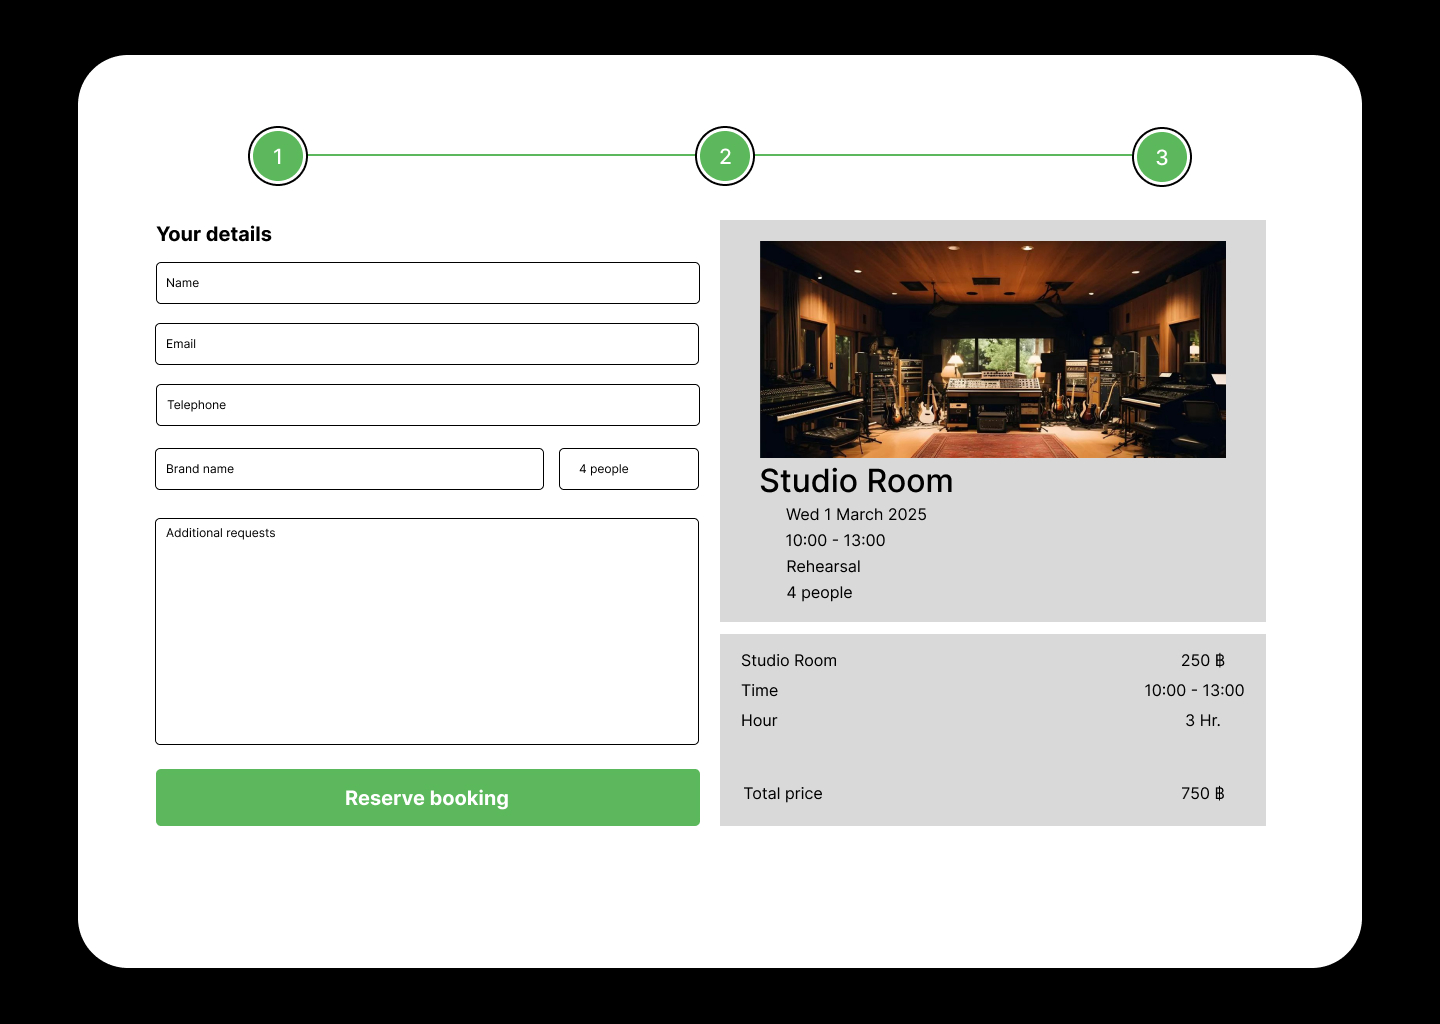 1
2
3
Your details
Name
Email
Telephone
Brand name
4 people
Additional requests
Reserve booking
Studio Room
Wed 1 March 2025
10:00 - 13:00
Rehearsal
4 people
Studio Room 250 ฿
Time 10:00 - 13:00
Hour 3 Hr.
Total price 750 ฿